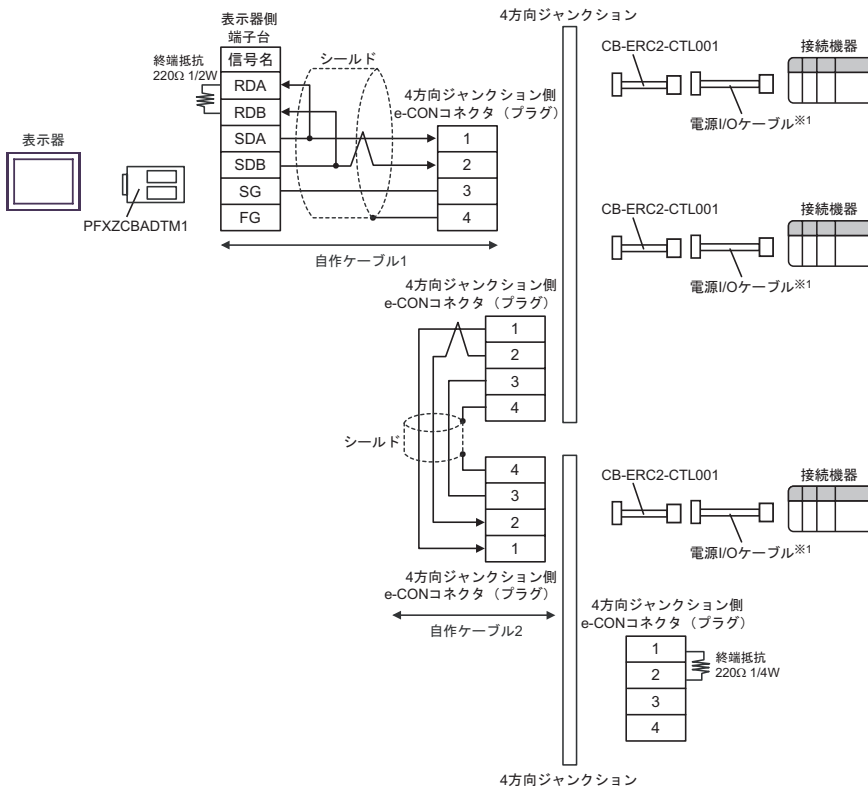 4方向ジャンクション
表示器側
端子台
信号名
終端抵抗
220Ω 1/2W
RDA
RDB
SDA
SDB
SG
FG
シールド
4方向ジャンクション側
e-CONコネクタ（プラグ）
1
2
3
4
表示器
PFXZCBADTM1
自作ケーブル1
CB-ERC2-CTL001
接続機器
電源I/Oケーブル※1
CB-ERC2-CTL001
接続機器
電源I/Oケーブル※1
4方向ジャンクション側
e-CONコネクタ（プラグ）
1
2
3
4
シールド
4
3
2
1
4方向ジャンクション側
e-CONコネクタ（プラグ）
自作ケーブル2
CB-ERC2-CTL001
接続機器
電源I/Oケーブル※1
4方向ジャンクション側
e-CONコネクタ（プラグ）
1
2
3
4
終端抵抗
220Ω 1/4W
4方向ジャンクション